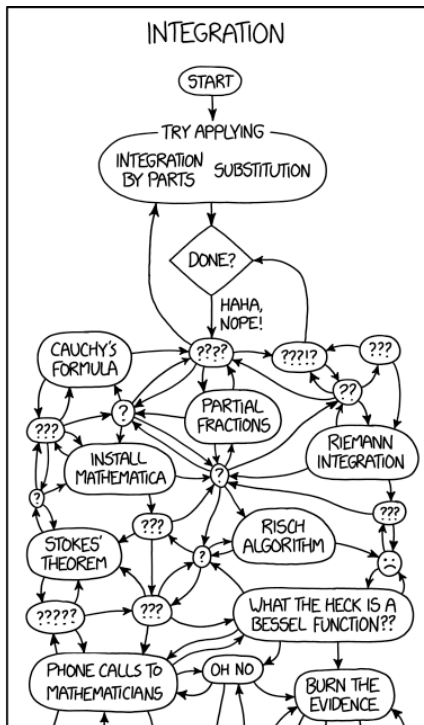 INTEGRATION
START
TRY APPLYING
INTEGRATION
BY PARTS
SUBSTITUTION
DONE?
HAHA,
NOPE!
CAUCHY'S
FORMULA
????
???!?
???
??
???
?
PARTIAL
FRACTIONS
RIEMANN
INTEGRATION
INSTALL
MATHEMATICA
?
?
???
???
RISCH
ALGORITHM
STOKES'
THEOREM
?
?????
???
WHAT THE HECK IS A
BESSEL FUNCTION??
PHONE CALLS TO
MATHEMATICIANS
OH NO
BURN THE
EVIDENCE